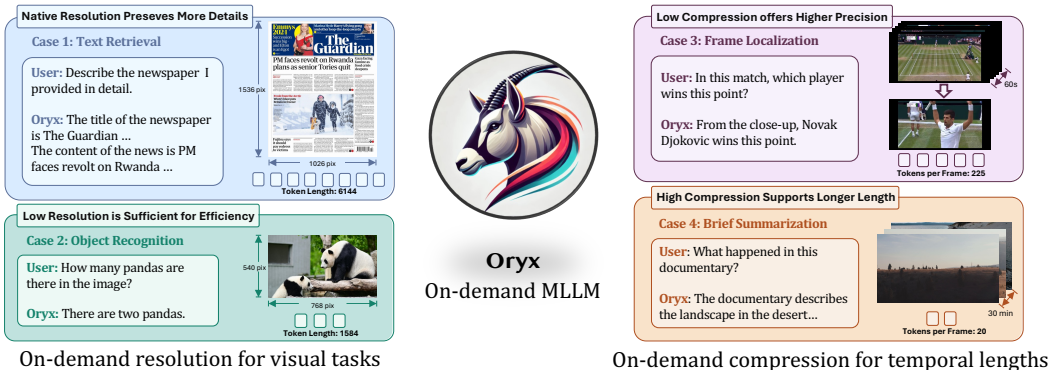 Native Resolution Preseves More Details
Case 1: Text Retrieval
User: Describe the newspaper I
provided in detail.
Oryx: The title of the newspaper
is The Guardian ...
The content of the news is PM
faces revolt on Rwanda ...
1536 pix
Emmys
2024
The
Guardian
PM faces revolt on Rwanda
plans as senior Tories quit
1026 pix
Token Length: 6144
Low Resolution is Sufficient for Efficiency
Case 2: Object Recognition
User: How many pandas are
there in the image?
Oryx: There are two pandas.
540 pix
768 pix
Token Length: 1584
On-demand resolution for visual tasks
Oryx
On-demand MLLM
Low Compression offers Higher Precision
Case 3: Frame Localization
User: In this match, which player
wins this point?
Oryx: From the close-up, Novak
Djokovic wins this point.
60s
Tokens per Frame: 225
High Compression Supports Longer Length
Case 4: Brief Summarization
User: What happened in this
documentary?
Oryx: The documentary describes
the landscape in the desert...
30 min
Tokens per Frame: 20
On-demand compression for temporal lengths